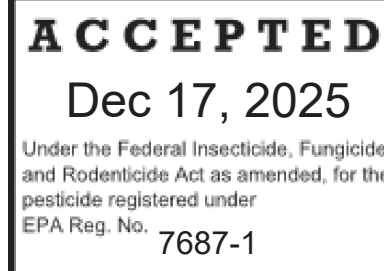 ACCEPTED
Dec 17, 2025
Under the Federal Insecticide, Fungicide
and Rodenticide Act as amended, for the
pesticide registered under
EPA Reg. No. 7687-1